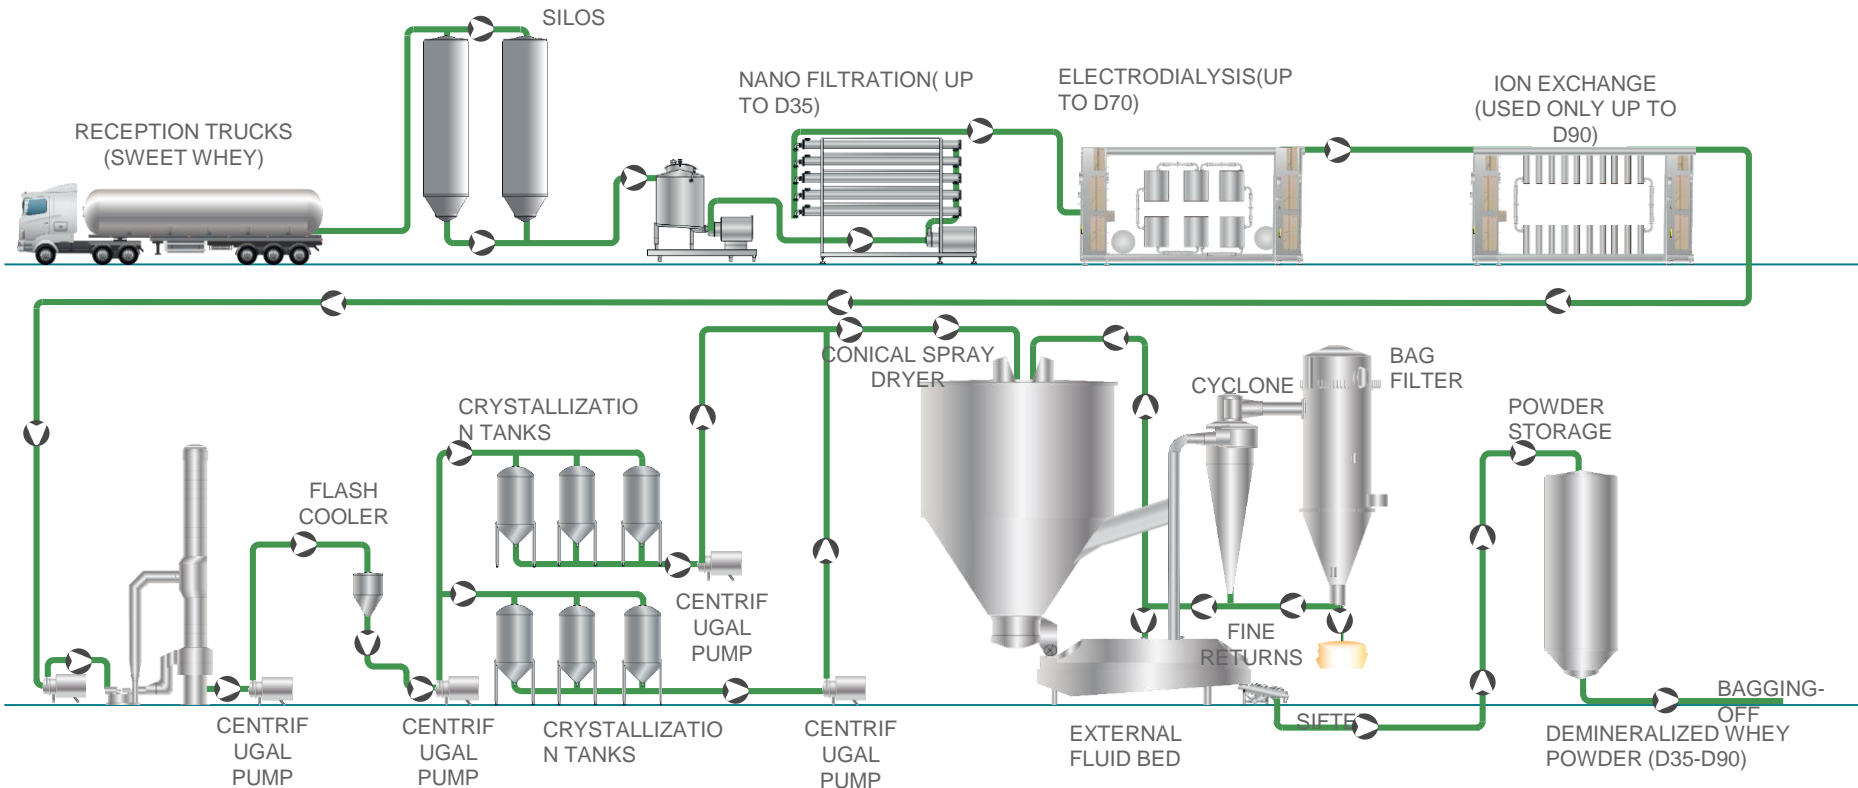 SILOS
RECEPTION TRUCKS
(SWEET WHEY)
NANO FILTRATION( UP
TO D35)
ELECTRODIALYSIS(UP
TO D70)
ION EXCHANGE
(USED ONLY UP TO
D90)
CONICAL SPRAY
DRYER
CYCLONE
BAG
FILTER
CRYSTALLIZATIO
N TANKS
POWDER
STORAGE
FLASH
COOLER
CENTRIF
UGAL
PUMP
FINE
RETURNS
CENTRIF
UGAL
PUMP
CENTRIF
UGAL
PUMP
CRYSTALLIZATIO
N TANKS
CENTRIF
UGAL
PUMP
EXTERNAL
FLUID BED
BAGGING-
OFF
DEMINERALIZED WHEY
POWDER (D35-D90)